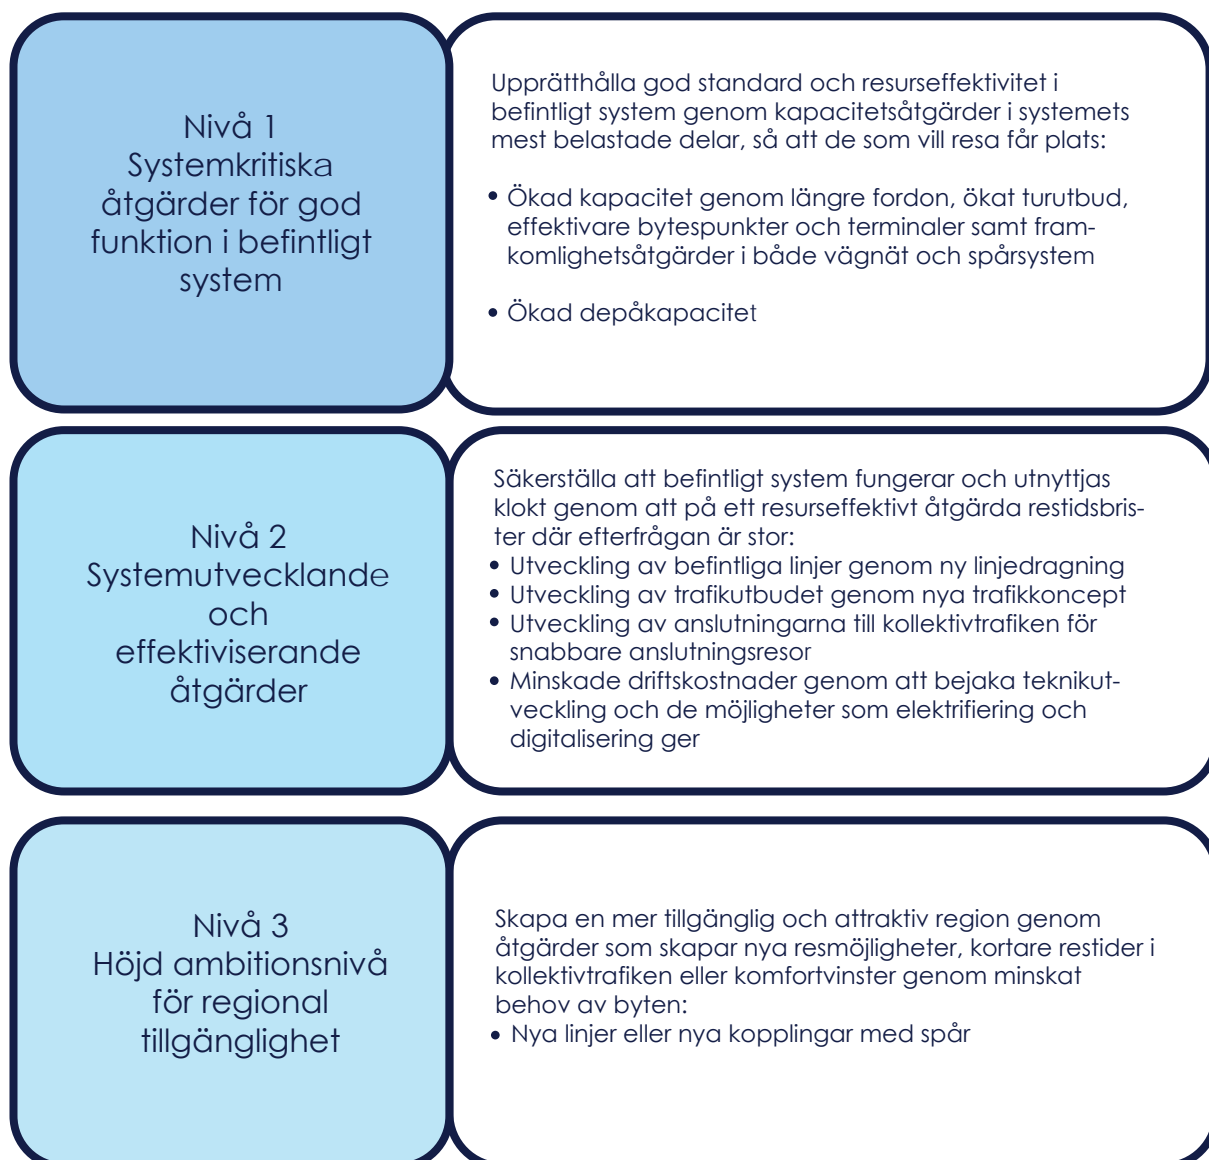 Nivå 1
Systemkritiska
åtgärder för god
funktion i befintligt
system
Upprätthålla god standard och resurseffektivitet i
befintligt system genom kapacitetsåtgärder i systemets
mest belastade delar, så att de som vill resa får plats:
• Ökad kapacitet genom längre fordon, ökat turutbud,
effektivare bytespunkter och terminaler samt fram-
komlighetsåtgärder i både vägnät och spårsystem
• Ökad depåkapacitet
Nivå 2
Systemutvecklande
och
effektiviserande
åtgärder
Säkerställa att befintligt system fungerar och utnyttjas
klokt genom att på ett resurseffektivt åtgärda restidsbris-
ter där efterfrågan är stor:
• Utveckling av befintliga linjer genom ny linjedragning
• Utveckling av trafikutbudet genom nya trafikkoncept
• Utveckling av anslutningarna till kollektivtrafiken för
snabbare anslutningsresor
• Minskade driftskostnader genom att bejaka teknikut-
veckling och de möjligheter som elektrifiering och
digitalisering ger
Nivå 3
Höjd ambitionsnivå
för regional
tillgänglighet
Skapa en mer tillgänglig och attraktiv region genom
åtgärder som skapar nya resmöjligheter, kortare restider i
kollektivtrafiken eller komfortvinster genom minskat
behov av byten:
• Nya linjer eller nya kopplingar med spår